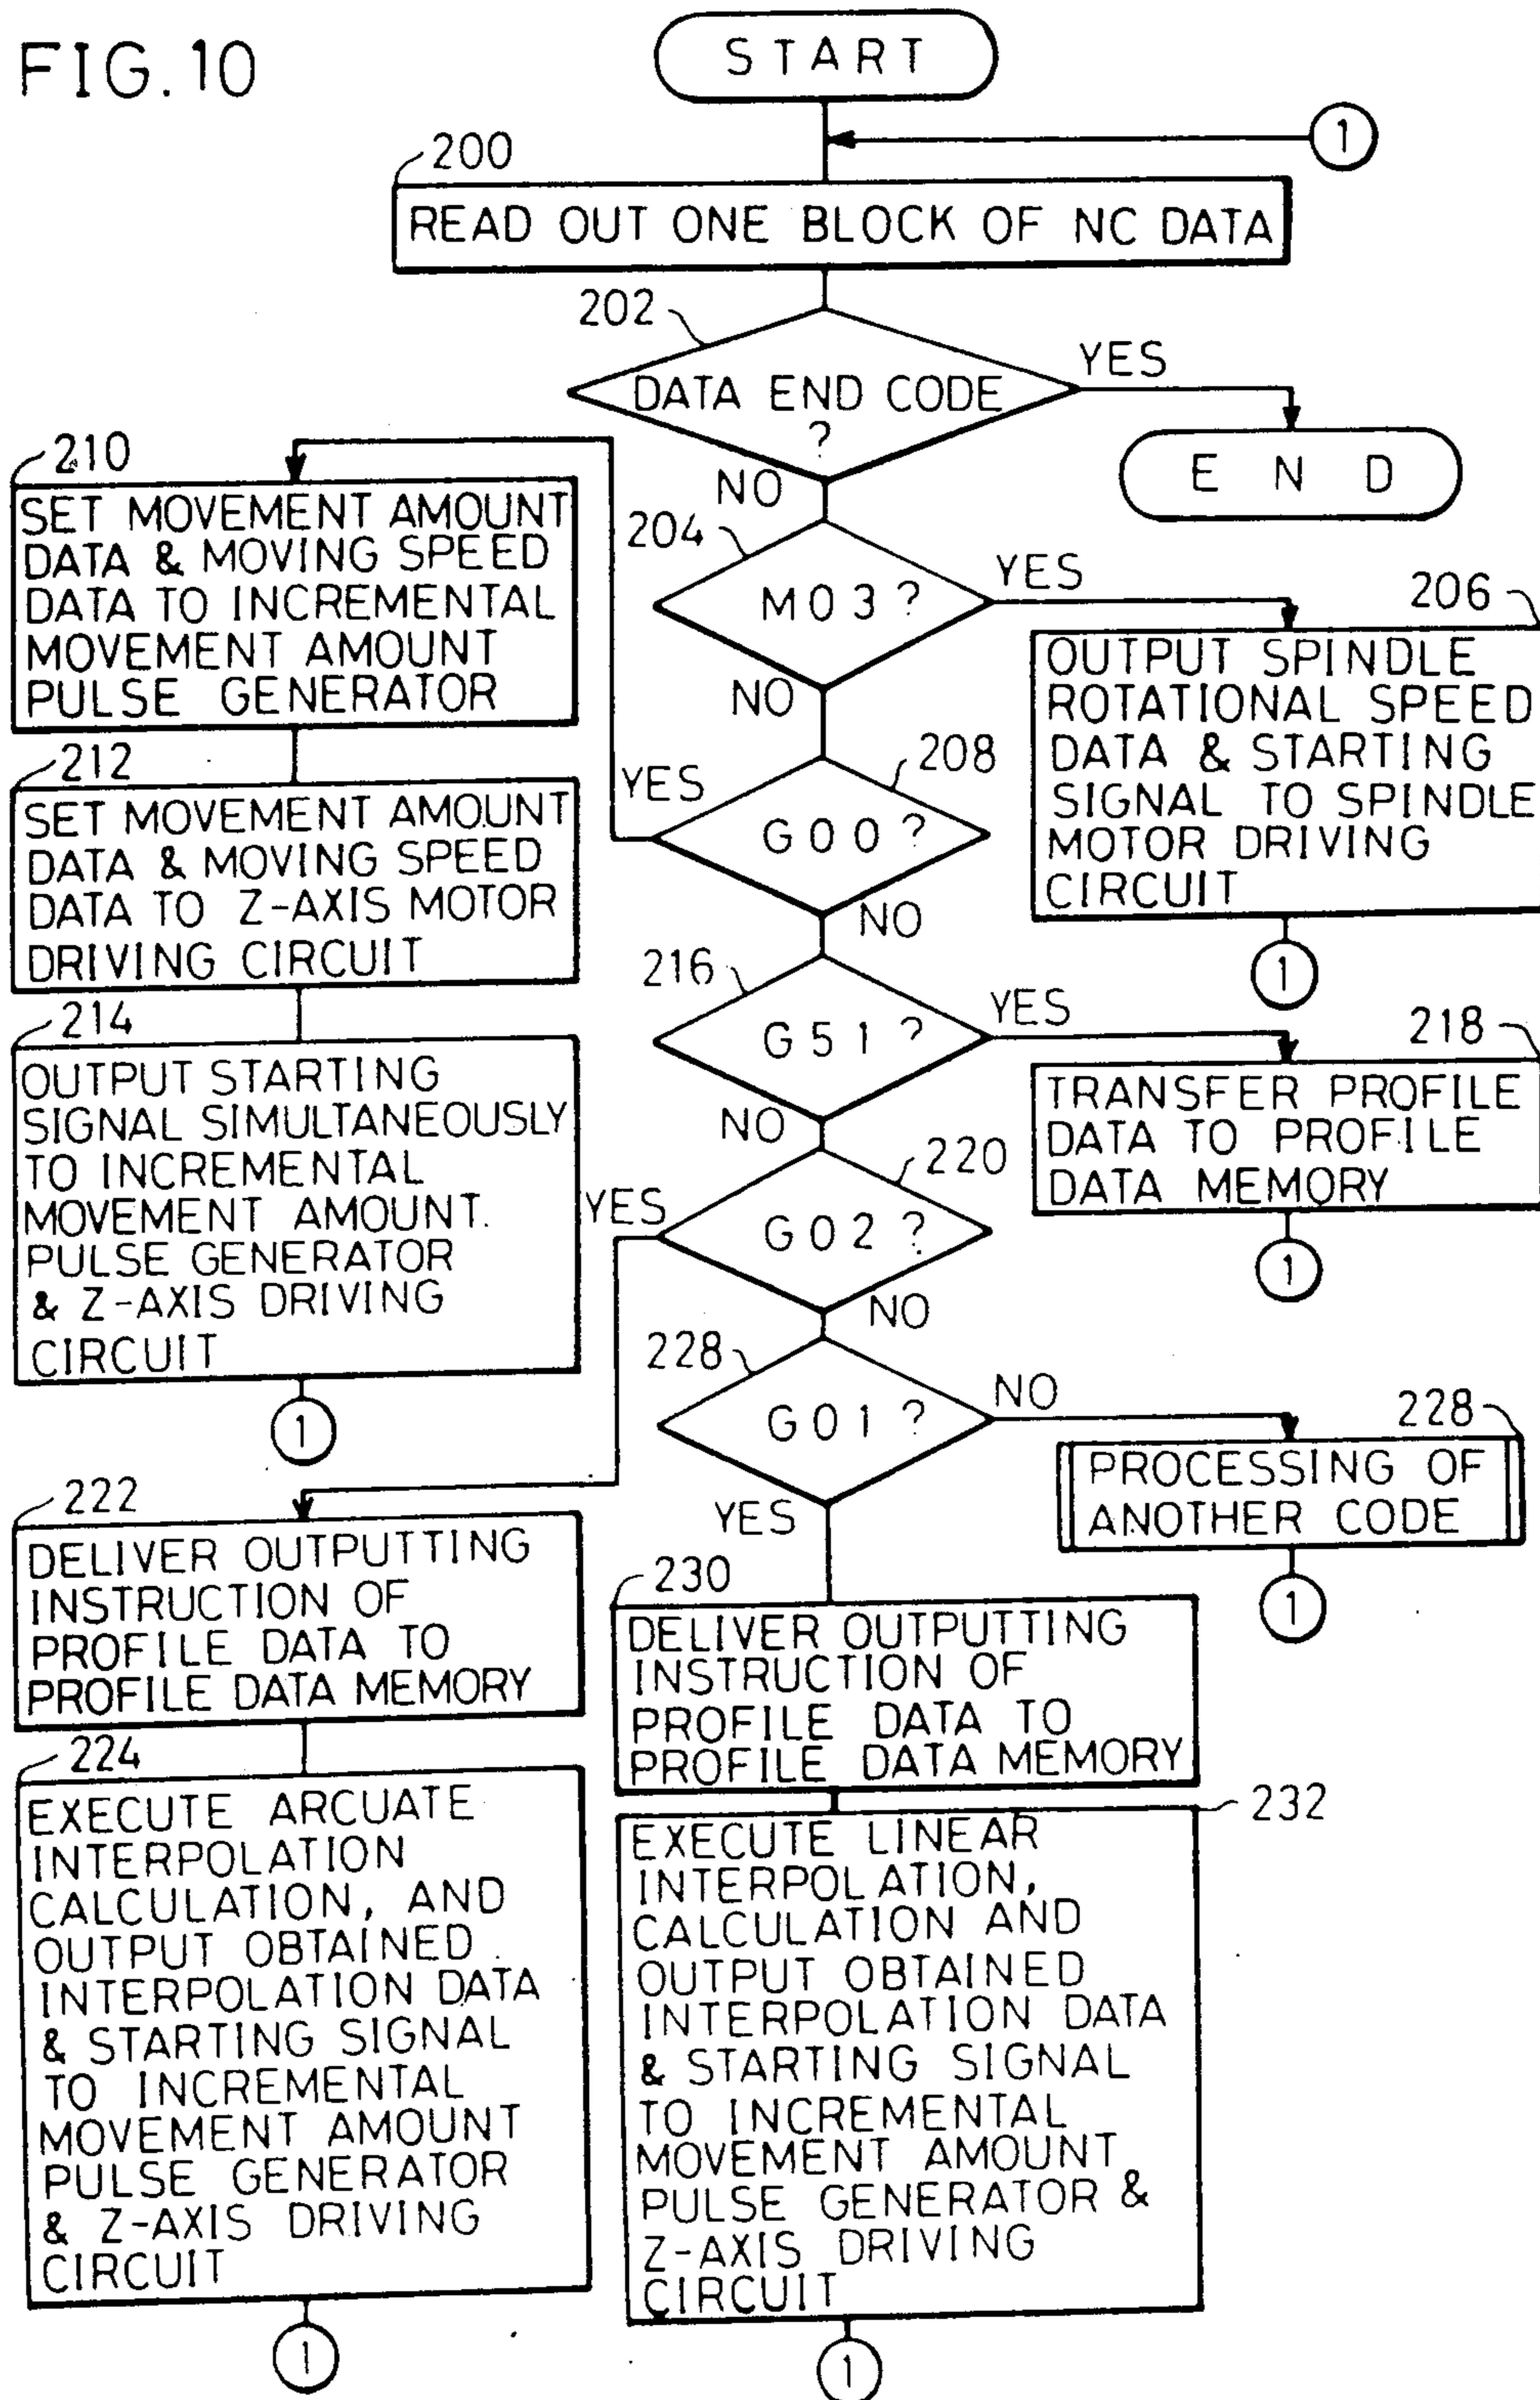 FIG.10
START
1
200
READ OUT ONE BLOCK OF NC DATA
202
DATA END CODE
?
YES
E N D
NO
204
M03?
YES
206
OUTPUT SPINDLE
ROTATIONAL SPEED
DATA & STARTING
SIGNAL TO SPINDLE
MOTOR DRIVING
CIRCUIT
1
NO
208
G00?
YES
210
SET MOVEMENT AMOUNT
DATA & MOVING SPEED
DATA TO INCREMENTAL
MOVEMENT AMOUNT
PULSE GENERATOR
212
SET MOVEMENT AMOUNT
DATA & MOVING SPEED
DATA TO Z-AXIS MOTOR
DRIVING CIRCUIT
214
OUTPUT STARTING
SIGNAL SIMULTANEOUSLY
TO INCREMENTAL
MOVEMENT AMOUNT
PULSE GENERATOR
& Z-AXIS DRIVING
CIRCUIT
1
NO
216
G51?
YES
218
TRANSFER PROFILE
DATA TO PROFILE
DATA MEMORY
1
NO
220
G02?
YES
222
DELIVER OUTPUTTING
INSTRUCTION OF
PROFILE DATA TO
PROFILE DATA MEMORY
224
EXECUTE ARCUATE
INTERPOLATION
CALCULATION, AND
OUTPUT OBTAINED
INTERPOLATION DATA
& STARTING SIGNAL
TO INCREMENTAL
MOVEMENT AMOUNT
PULSE GENERATOR
& Z-AXIS DRIVING
CIRCUIT
1
NO
228
G01?
NO
228
PROCESSING OF
ANOTHER CODE
1
YES
230
DELIVER OUTPUTTING
INSTRUCTION OF
PROFILE DATA TO
PROFILE DATA MEMORY
232
EXECUTE LINEAR
INTERPOLATION,
CALCULATION AND
OUTPUT OBTAINED
INTERPOLATION DATA
& STARTING SIGNAL
TO INCREMENTAL
MOVEMENT AMOUNT
PULSE GENERATOR &
Z-AXIS DRIVING
CIRCUIT
1